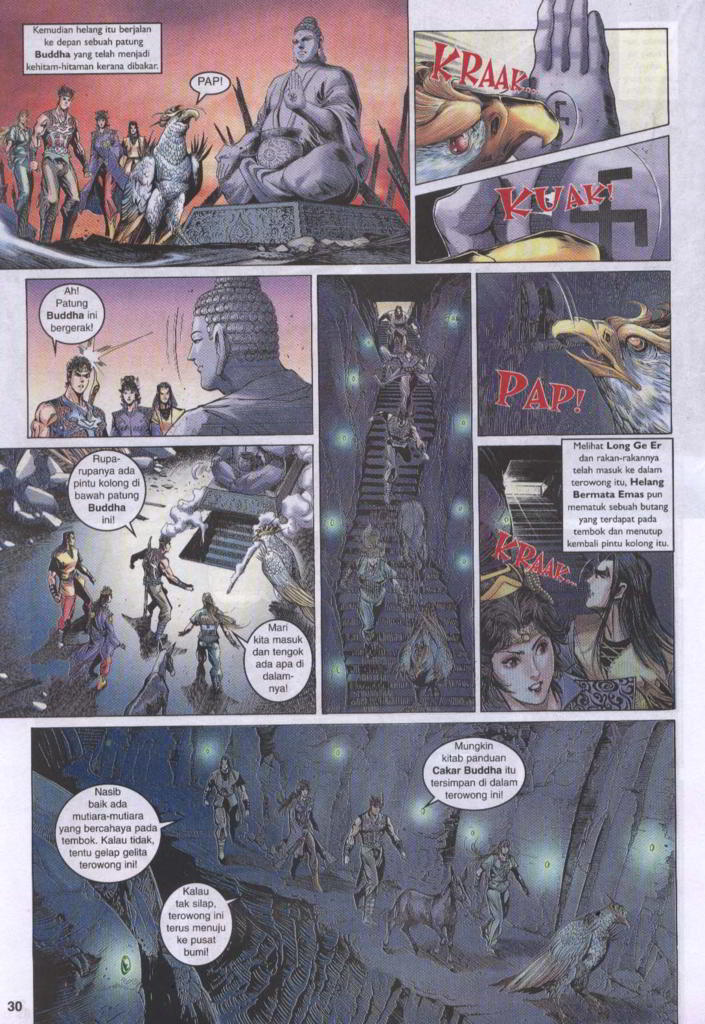 Kemudian helang itu berjalan
ke depan sebuah patung
Buddha yang telah menjadi
kehitam-hitaman kerana dibakar.
PAP!
KRAAK...
KUAK!
Ah!
Patung
Buddha ini
bergerak!
PAP!
Rupa-
rupanya ada
pintu kolong di
bawah patung
Buddha
ini!
Mari
kita masuk
dan tengok
ada apa di
dalam-
nya!
Melihat Long Ge Er
dan rakan-rakannya
telah masuk ke dalam
terowong itu, Helang
Bermata Emas pun
mematuk sebuah butang
yang terdapat pada
tembok dan menutup
kembali pintu kolong itu.
KRAAK...
Nasib
baik ada
mutiara-mutiara
yang bercahaya pada
tembok. Kalau tidak,
tentu gelap gelita
terowong ini!
Mungkin
kitab panduan
Cakar Buddha itu
tersimpan di dalam
terowong ini!
Kalau
tak silap,
terowong ini
terus menuju
ke pusat
bumi!
30